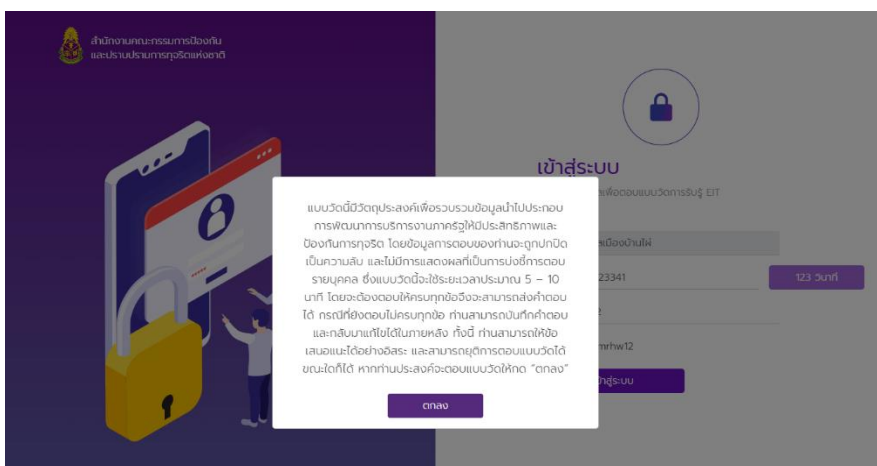 สำนักงานคณะกรรมการป้องกัน
และปราบปรามการทุจริตแห่งชาติ
เข้าสู่ระบบ
เพื่อตอบแบบวัดการรับรู้ EIT
แบบวัดนี้มีวัตถุประสงค์เพื่อรวบรวมข้อมูลนำไปประกอบ
การพัฒนาการบริการงานภาครัฐให้มีประสิทธิภาพและ
ป้องกันการทุจริต โดยข้อมูลการตอบของท่านจะถูกปกปิด
เป็นความลับ และไม่มีการแสดงผลที่เป็นการบ่งชี้การตอบ
รายบุคคล ซึ่งแบบวัดนี้จะใช้ระยะเวลาประมาณ 5 – 10
นาที โดยจะต้องตอบให้ครบทุกข้อจึงจะสามารถส่งคำตอบ
ได้ กรณีที่ยังตอบไม่ครบทุกข้อ ท่านสามารถบันทึกคำตอบ
และกลับมาแก้ไขได้ในภายหลัง ทั้งนี้ ท่านสามารถให้ข้อ
เสนอแนะได้อย่างอิสระ และสามารถยุติการตอบแบบวัดได้
ขณะใดก็ได้ หากท่านประสงค์จะตอบแบบวัดให้กด “ตกลง”
ตกลง
เมืองบ้านไผ่
23341
123 วินาที
mrhw12
เข้าสู่ระบบ